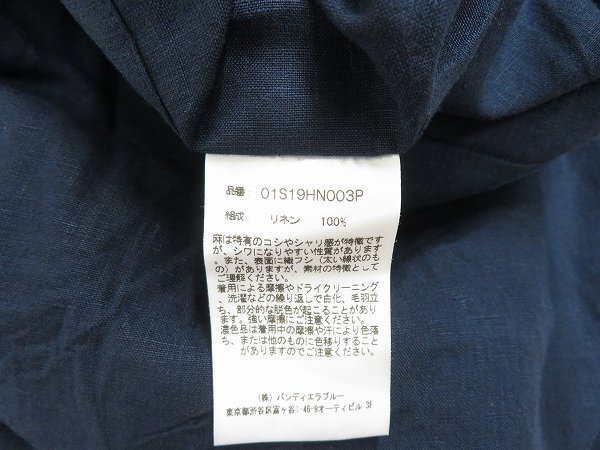 品番: 01S19HN003P
組成: リネン 100%
麻は特有のコシやシャリ感が特徴です
が、シワになりやすい性質があります
。また、表面に織フシ（太い線状のも
の）がありますが、素材の特徴として
ご理解ください。
着用による摩擦やドライクリーニング
、洗濯などの繰り返しで白化、毛羽立
ち、部分的な脱色が起こることがあり
ます。強い摩擦にご注意ください。
濃色品は着用中の摩擦や汗により色落
ち、または他のものに色移りすること
がありますのでご注意ください。
(株) バンディエラブルー
東京都渋谷区富ヶ谷1-46-9オーティビル 3F